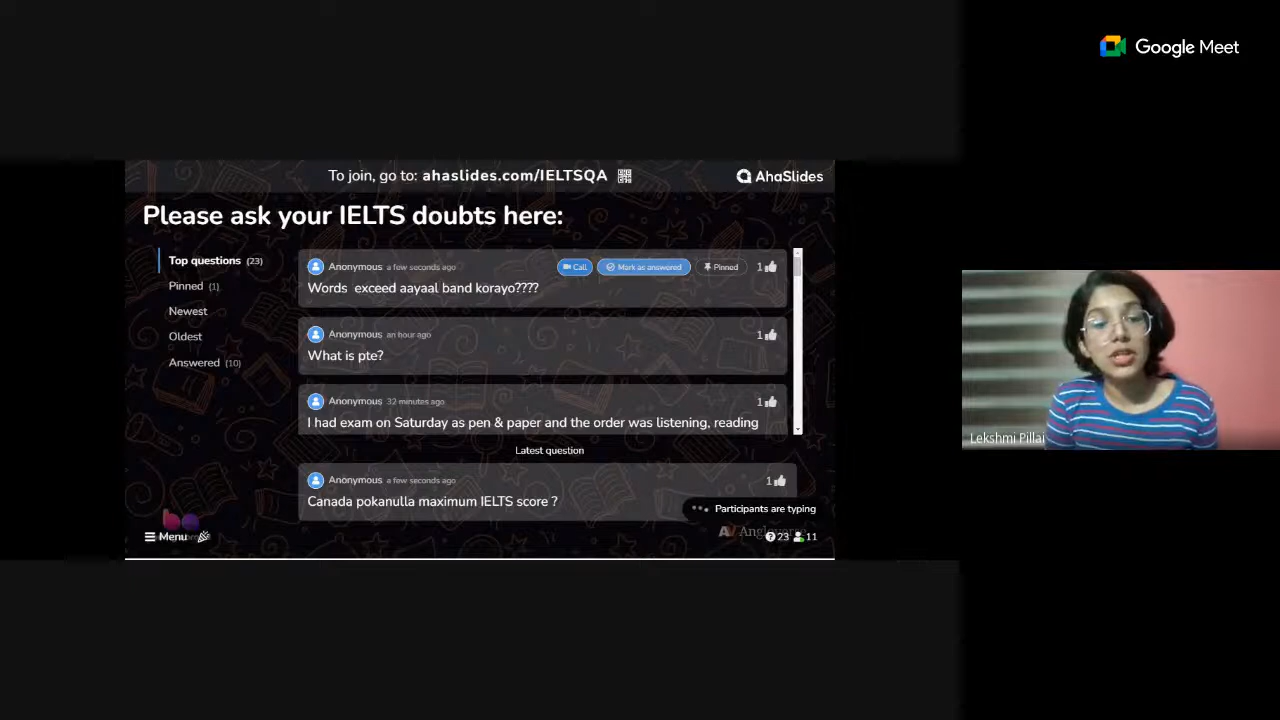 Google Meet
To join, go to: ahaslides.com/IELTSQA
AhaSlides
Please ask your IELTS doubts here:
Top questions (23)
Pinned (1)
Newest
Oldest
Answered (10)
Anonymous a few seconds ago
Call
Mark as answered
Pinned
1
Words exceed aayaal band korayo????
Anonymous an hour ago
1
What is pte?
Anonymous 32 minutes ago
1
I had exam on Saturday as pen & paper and the order was listening, reading
Latest question
Anonymous a few seconds ago
1
Canada pokanulla maximum IELTS score ?
Participants are typing
Menu
23 11
Lekshmi Pillai